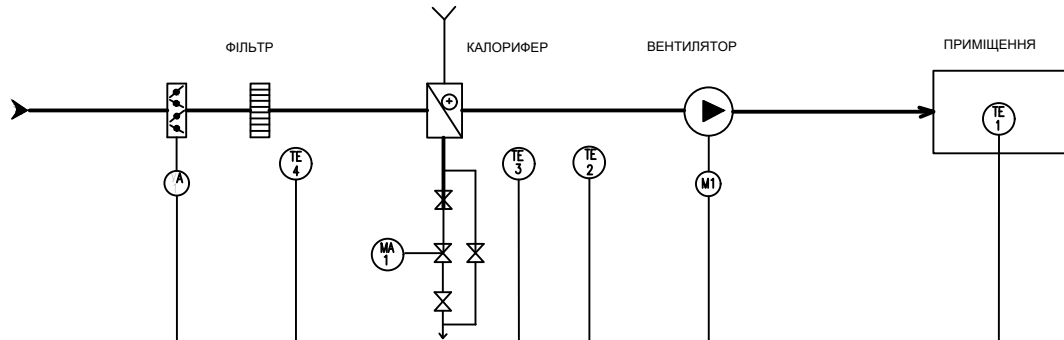 ФІЛЬТР
КАЛОРИФЕР
ВЕНТИЛЯТОР
ПРИМІЩЕННЯ
TE
1
TE
4
TE
3
TE
2
A
M1
MA
1